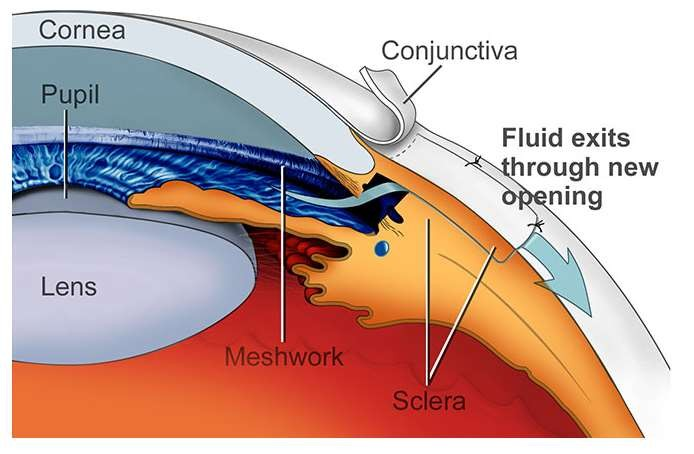 Cornea
Conjunctiva
Pupil
Fluid exits
through new
opening
Lens
Meshwork
Sclera